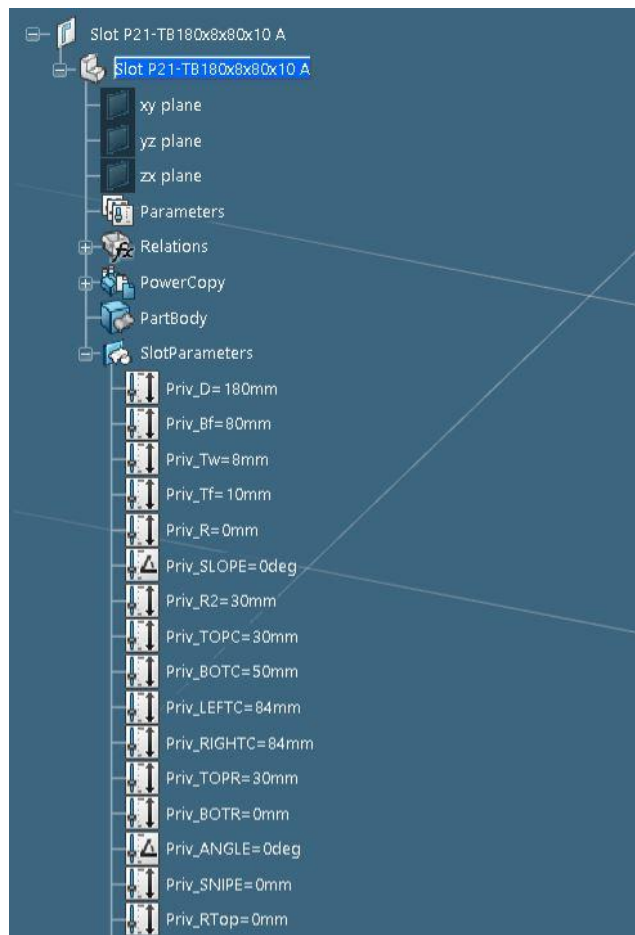 Slot P21-TB180x8x80x10 A
Slot P21-TB180x8x80x10 A
xy plane
yz plane
zx plane
Parameters
Relations
PowerCopy
PartBody
SlotParameters
Priv_D=180mm
Priv_Bf=80mm
Priv_Tw=8mm
Priv_Tf=10mm
Priv_R=0mm
Priv_SLOPE=0deg
Priv_R2=30mm
Priv_TOPC=30mm
Priv_BOTC=50mm
Priv_LEFTC=84mm
Priv_RIGHTC=84mm
Priv_TOPR=30mm
Priv_BOTR=0mm
Priv_ANGLE=0deg
Priv_SNIPE=0mm
Priv_RTop=0mm